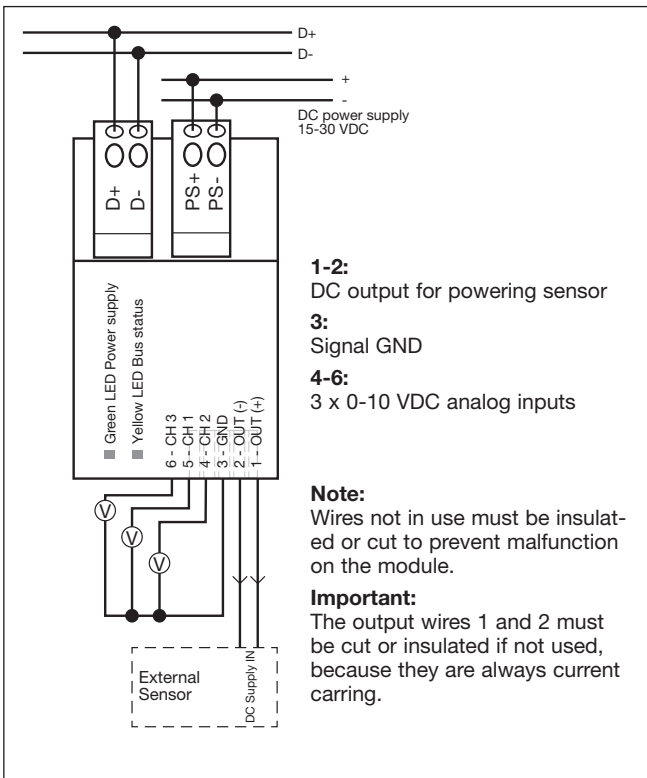 D+
D-
+
-
DC power supply
15-30 VDC
D+
D-
PS+
PS-
Green LED Power supply
Yellow LED Bus status
6 - CH 3
5 - CH 1
4 - CH 2
3 - GND
2 - OUT (-)
1 - OUT (+)
V
V
V
External
Sensor
DC Supply IN
1-2:
DC output for powering sensor
3:
Signal GND
4-6:
3 x 0-10 VDC analog inputs
Note:
Wires not in use must be insulat-
ed or cut to prevent malfunction
on the module.
Important:
The output wires 1 and 2 must
be cut or insulated if not used,
because they are always current
carring.